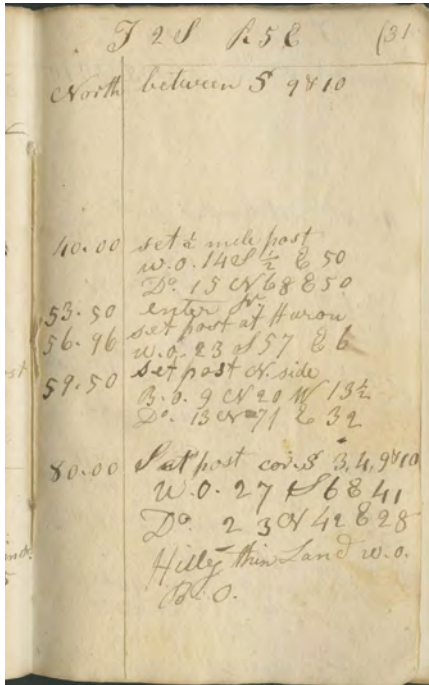 T 2 S R 5 E (31
North between S 9 & 10
40.00 set ½ mile post
W.O. 14 S ½ E 50
Do. 15 N 68 E 50
53.50 enter
56.96 set post at Huron
W.O. 23 S 57 E 6
59.50 Set post N. side
B.O. 9 N 20 W 13½
Do. 13 N 71 E 32
80.00 Set post cor. S 3, 4, 9 & 10
W.O. 27 S 6 E 41
Do. 23 N 42 E 28
Hilly thin Land W.O.
B.O.